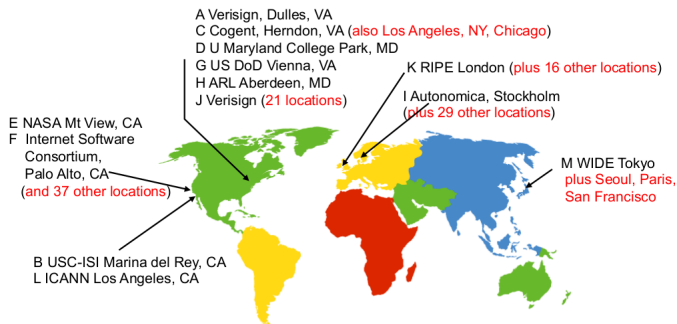 A Verisign, Dulles, VA
C Cogent, Herndon, VA (also Los Angeles, NY, Chicago)
D U Maryland College Park, MD
G US DoD Vienna, VA
H ARL Aberdeen, MD
J Verisign (21 locations)
K RIPE London (plus 16 other locations)
I Autonomica, Stockholm
(plus 29 other locations)
E NASA Mt View, CA
F Internet Software
Consortium,
Palo Alto, CA
(and 37 other locations)
M WIDE Tokyo
plus Seoul, Paris,
San Francisco
B USC-ISI Marina del Rey, CA
L ICANN Los Angeles, CA